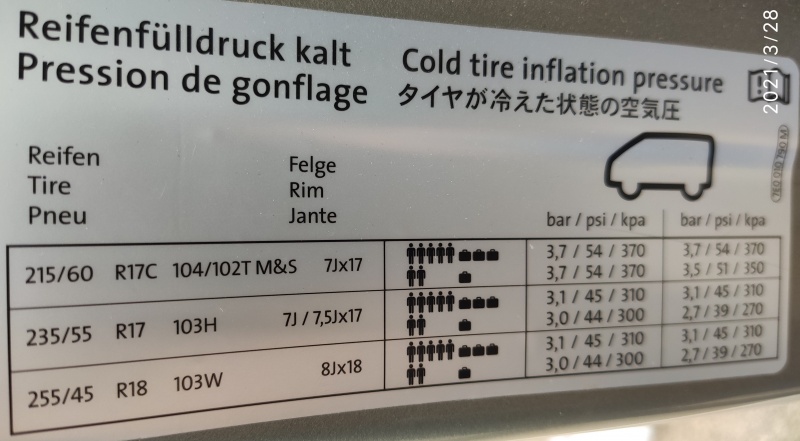 Reifenfülldruck kalt
Pression de gonflage
Cold tire inflation pressure
タイヤが冷えた状態の空気圧
2021/3/28
Reifen
Tire
Pneu
Felge
Rim
Jante
bar / psi / kpa bar / psi / kpa
215/60 R17C 104/102T M&S 7Jx17
3,7 / 54 / 370 3,7 / 54 / 370
3,7 / 54 / 370 3,5 / 51 / 350
235/55 R17 103H 7J / 7,5Jx17
3,1 / 45 / 310 3,1 / 45 / 310
3,0 / 44 / 300 2,7 / 39 / 270
255/45 R18 103W 8Jx18
3,1 / 45 / 310 3,1 / 45 / 310
3,0 / 44 / 300 2,7 / 39 / 270